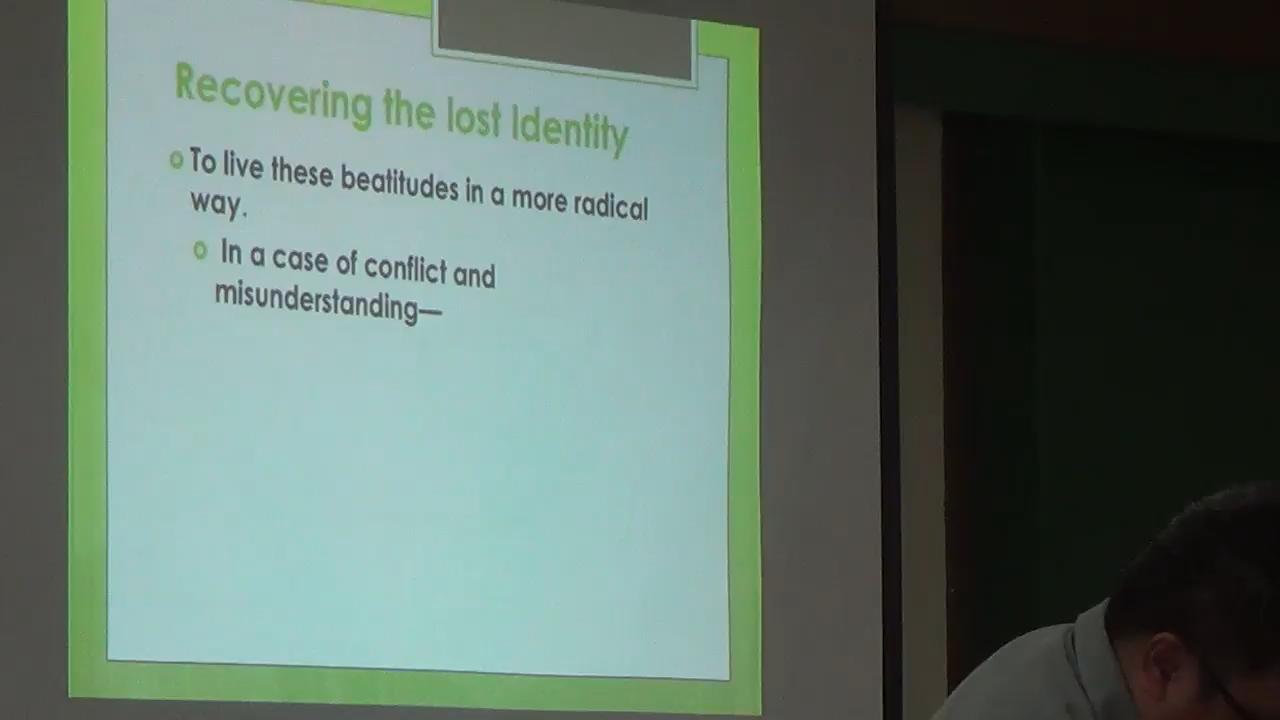 Recovering the lost Identity
To live these beatitudes in a more radical
way.
In a case of conflict and
misunderstanding—